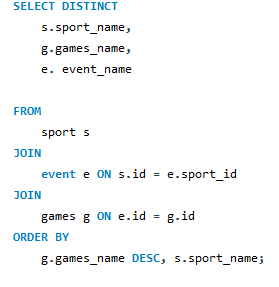 SELECT DISTINCT
s.sport_name,
g.games_name,
e. event_name
FROM
sport s
JOIN
event e ON s.id = e.sport_id
JOIN
games g ON e.id = g.id
ORDER BY
g.games_name DESC, s.sport_name;